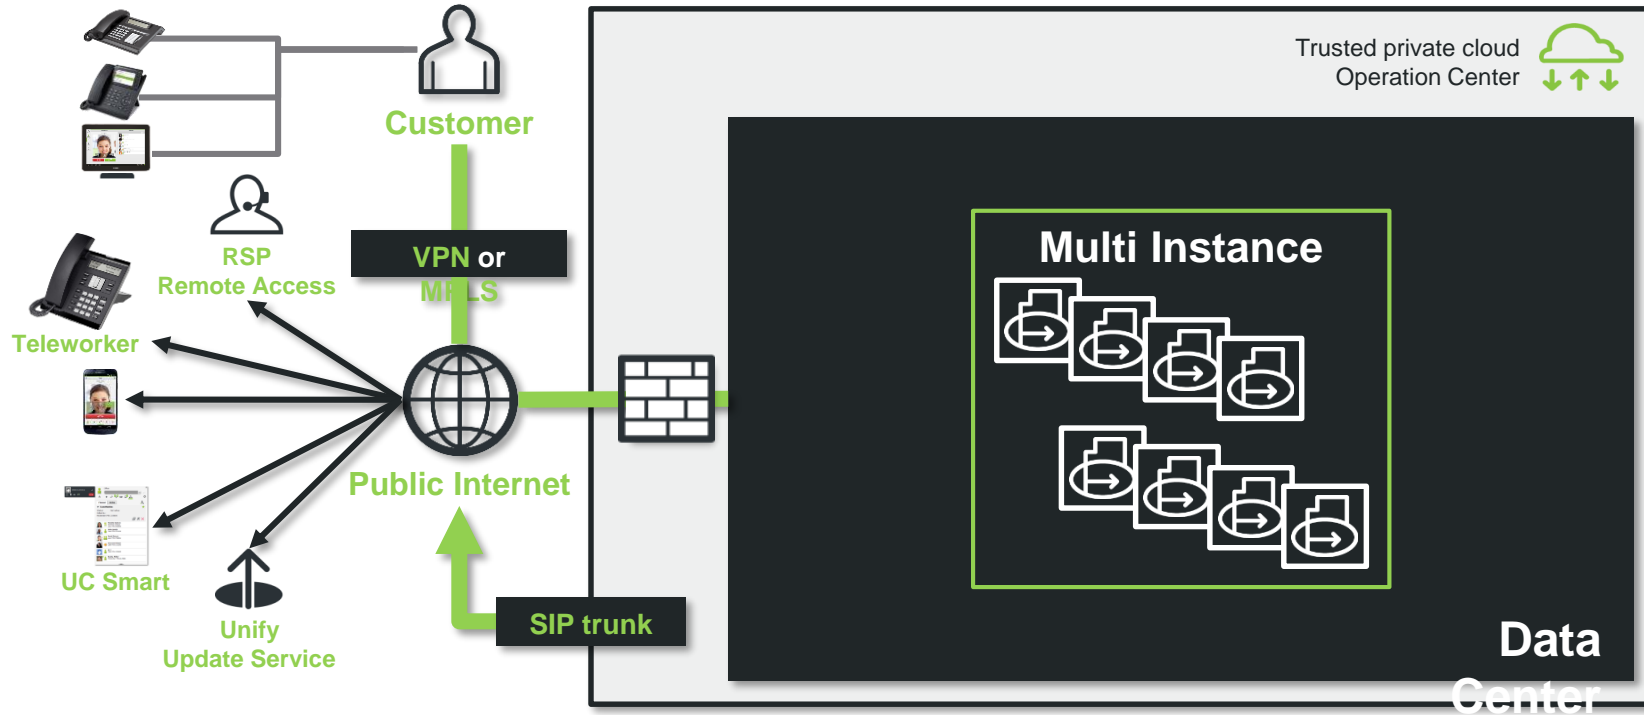 Trusted private cloud
Operation Center
Customer
RSP
Remote Access
VPN or
MPLS
Multi Instance
Teleworker
Public Internet
UC Smart
SIP trunk
Unify
Update Service
Data
Center